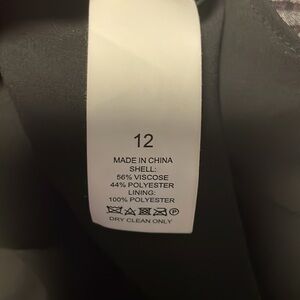 12
MADE IN CHINA
SHELL:
56% VISCOSE
44% POLYESTER
LINING:
100% POLYESTER
DRY CLEAN ONLY